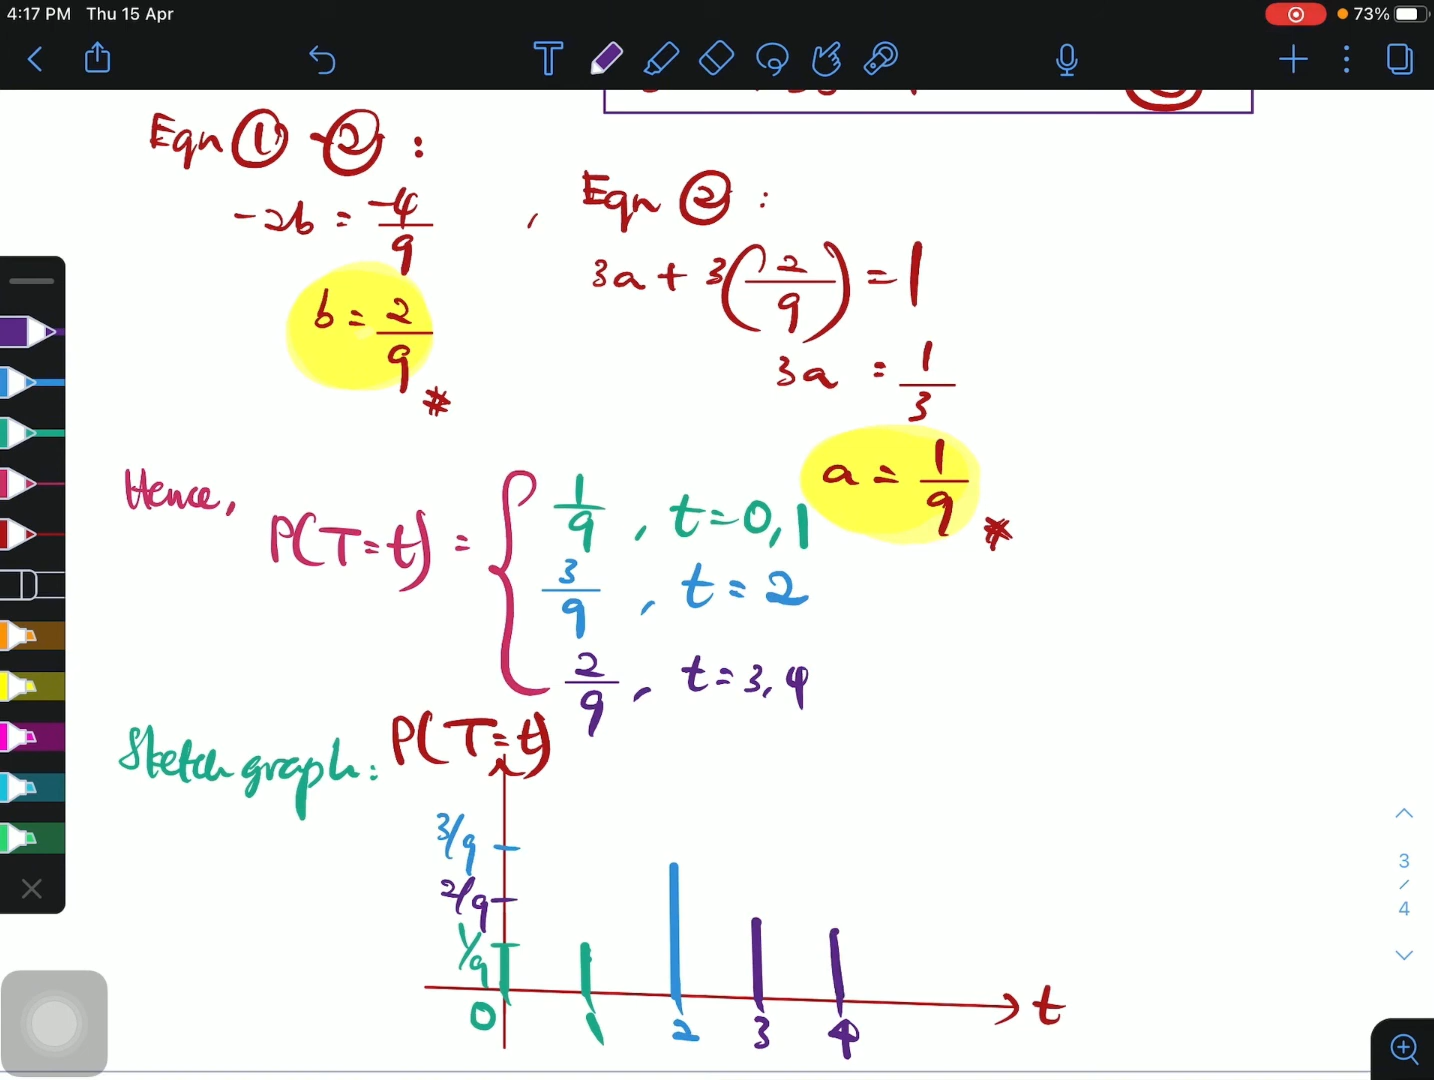 4:17 PM Thu 15 Apr
73%
Eqn ① - ② :
-2b = -4/9 ,
b = 2/9 #
Eqn ② :
3a + 3(2/9) = 1
3a = 1/3
a = 1/9 #
Hence,
P(T=t) = { 1/9 , t=0,1
3/9 , t=2
2/9 , t=3,4
Sketch graph:
P(T=t)
3/9
2/9
1/9
0 1 2 3 4 t
3
/
4